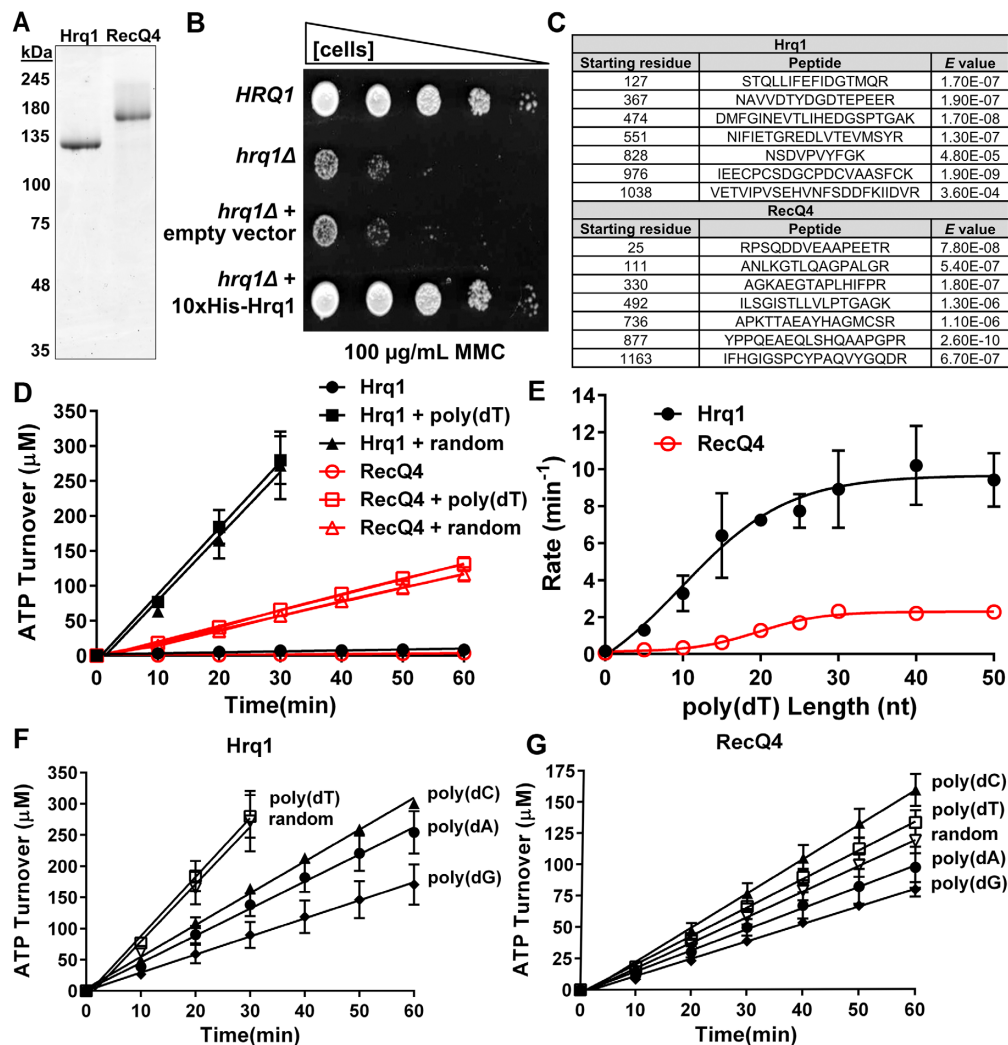 A
Hrq1 RecQ4
kDa
245
180
135
100
75
48
35
B
[cells]
HRQ1
hrq1Δ
hrq1Δ +
empty vector
hrq1Δ +
10xHis-Hrq1
100 µg/mL MMC
C
Hrq1
Starting residue Peptide E value
127 STQLLIFEFIDGTMQR 1.70E-07
367 NAVVDTYDGDTEPEER 1.90E-07
474 DMFGINEVTLIHEDGSPTGAK 1.70E-08
551 NIFIETGREDLVTEVMSYR 1.30E-07
828 NSDVPVYFGK 4.80E-05
976 IEECPCSDGCPDCVAASFCK 1.90E-09
1038 VETVIPVSEHVNFSDDFKIIDVR 3.60E-04
RecQ4
Starting residue Peptide E value
25 RPSQDDVEAAPEETR 7.80E-08
111 ANLKGTLQAGPALGR 5.40E-07
330 AGKAEGTAPLHIFPR 1.80E-07
492 ILSGISTLLVLPTGAGK 1.30E-06
736 APKTTAEAYHAGMCSR 1.10E-06
877 YPPQEAEQLSHQAAPGPR 2.60E-10
1163 IFHGIGSPCYPAQVYGQDR 6.70E-07
D
ATP Turnover (µM)
350
300
250
200
150
100
50
0
0 10 20 30 40 50 60
Time(min)
Hrq1
Hrq1 + poly(dT)
Hrq1 + random
RecQ4
RecQ4 + poly(dT)
RecQ4 + random
E
Rate (min-1)
14
12
10
8
6
4
2
0
0 10 20 30 40 50
poly(dT) Length (nt)
Hrq1
RecQ4
F
Hrq1
ATP Turnover (µM)
350
300
250
200
150
100
50
0
0 10 20 30 40 50 60
Time(min)
poly(dT)
random
poly(dC)
poly(dA)
poly(dG)
G
RecQ4
ATP Turnover (µM)
175
150
125
100
75
50
25
0
0 10 20 30 40 50 60
Time(min)
poly(dC)
poly(dT)
random
poly(dA)
poly(dG)